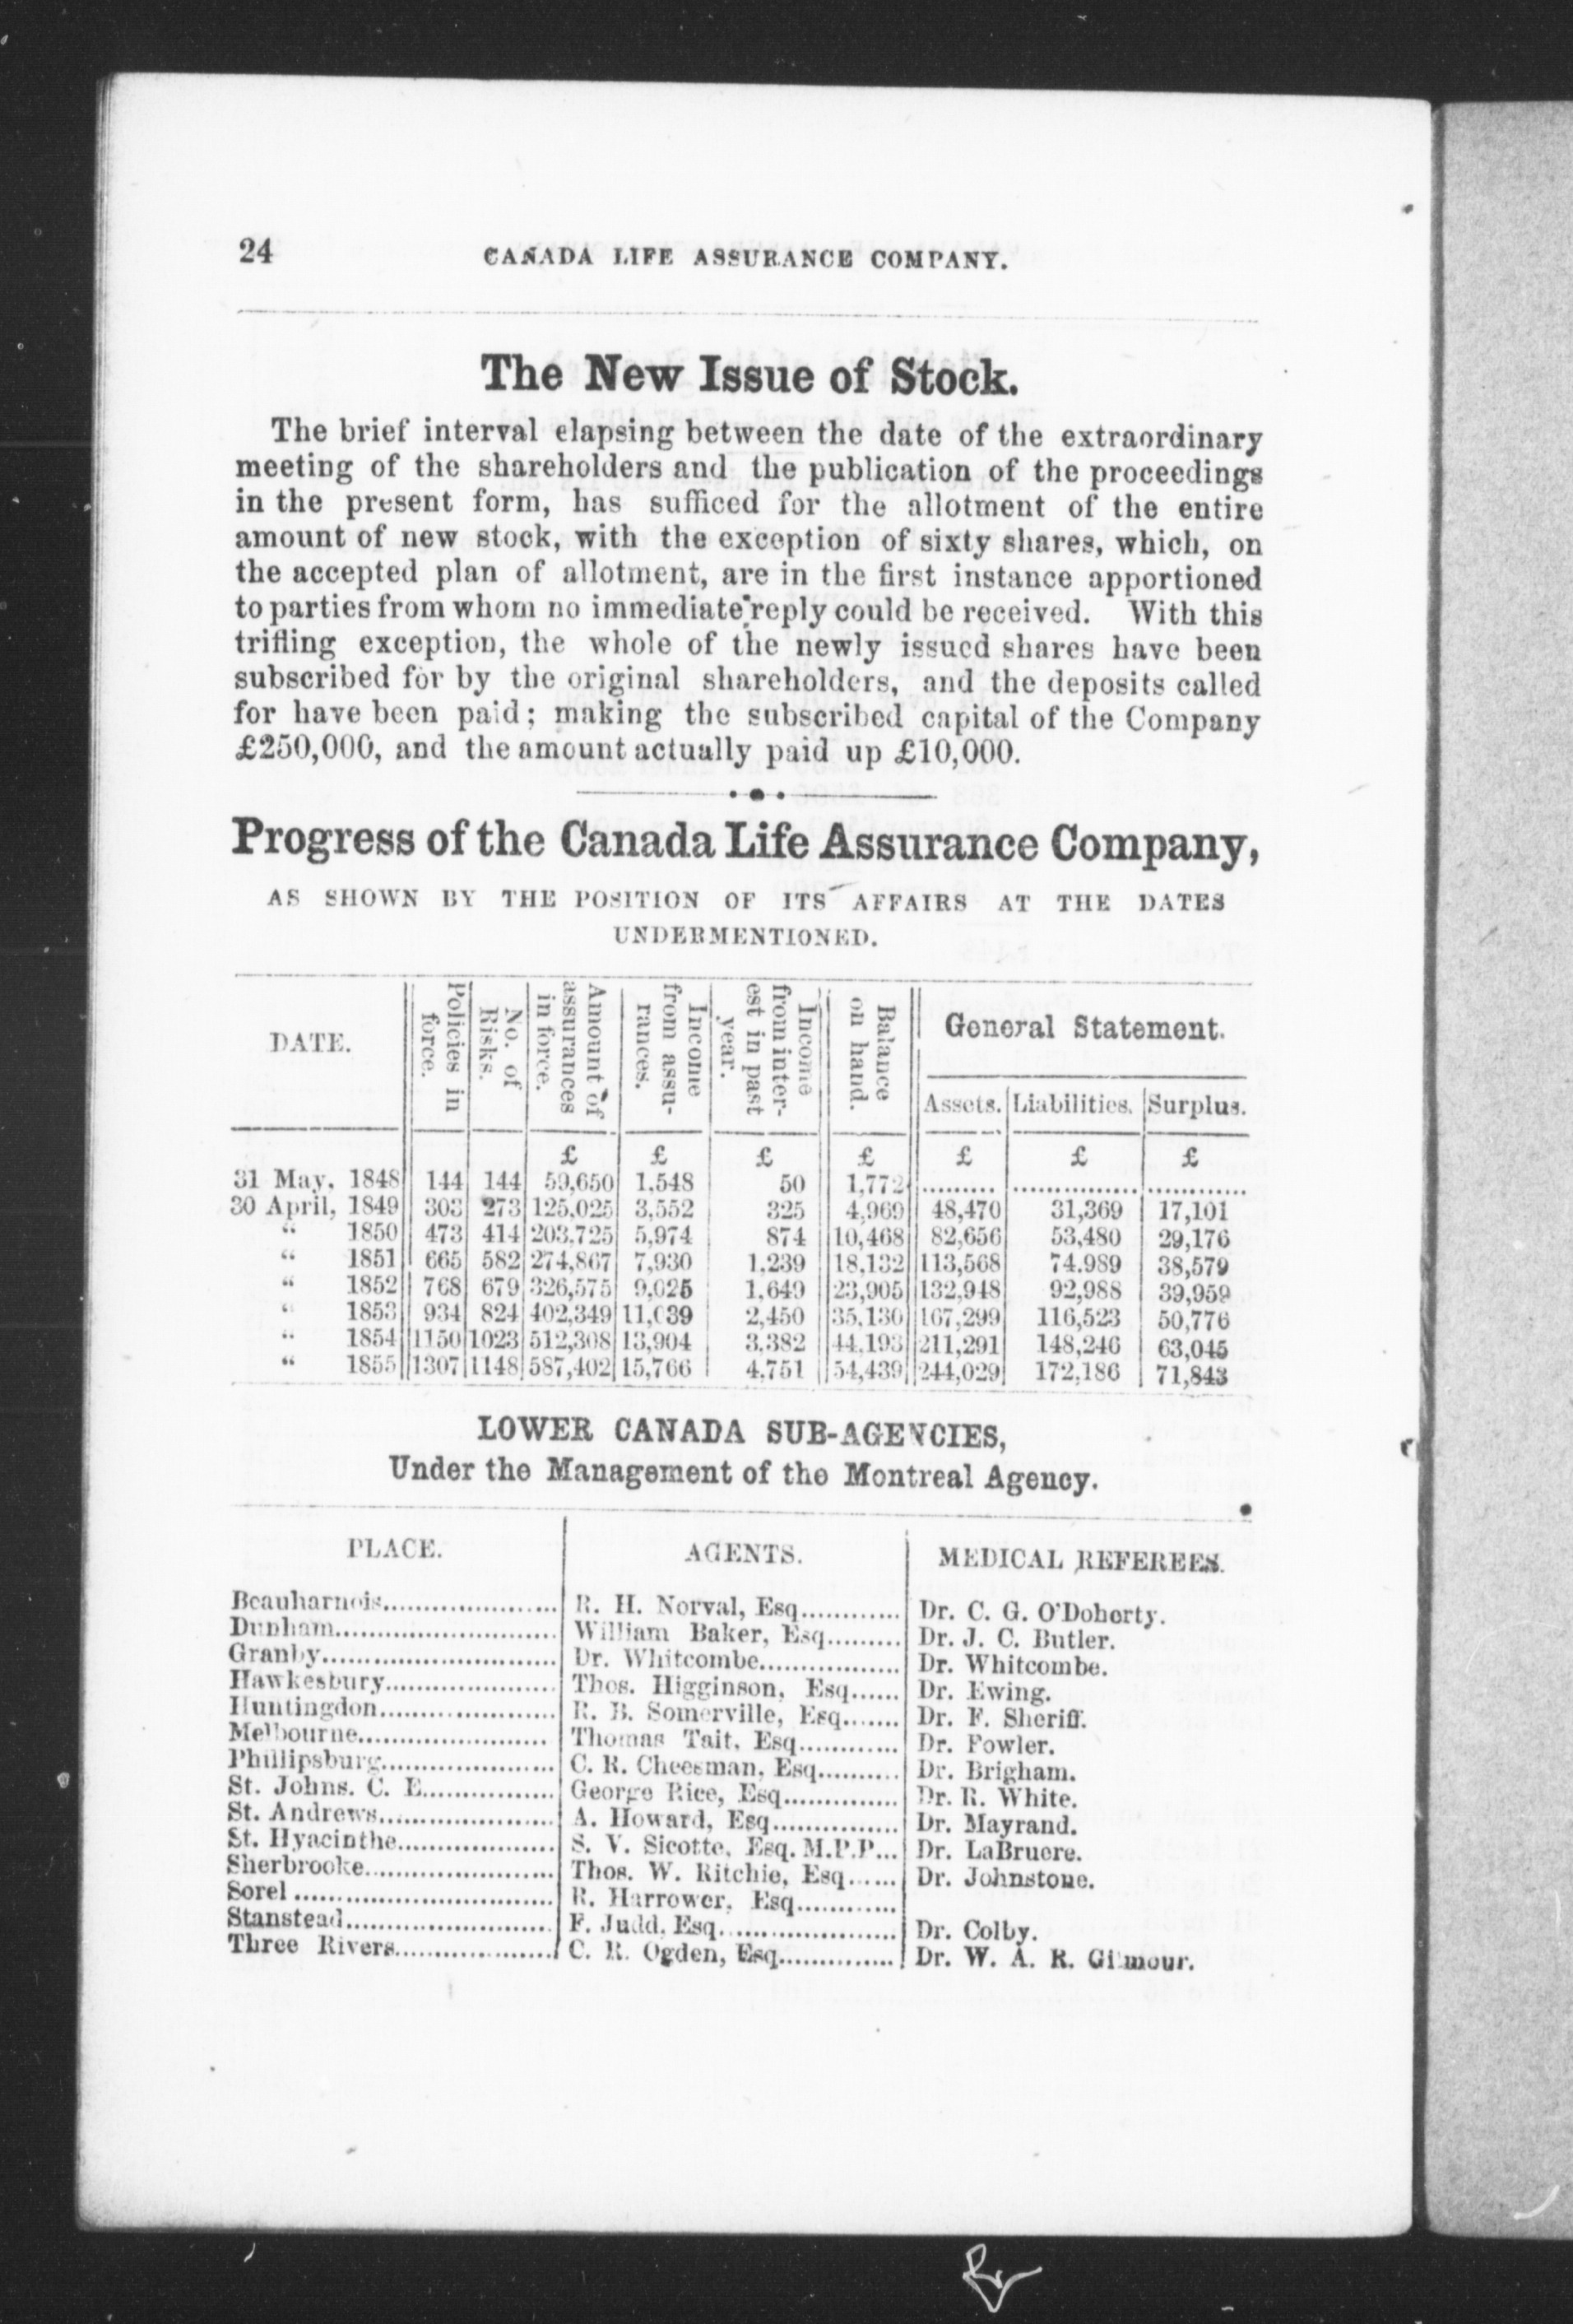 24 CANADA LIFE ASSURANCE COMPANY.
The New Issue of Stock.
The brief interval elapsing between the date of the extraordinary
meeting of the shareholders and the publication of the proceedings
in the present form, has sufficed for the allotment of the entire
amount of new stock, with the exception of sixty shares, which, on
the accepted plan of allotment, are in the first instance apportioned
to parties from whom no immediate reply could be received. With this
trifling exception, the whole of the newly issued shares have been
subscribed for by the original shareholders, and the deposits called
for have been paid; making the subscribed capital of the Company
£250,000, and the amount actually paid up £10,000.
Progress of the Canada Life Assurance Company,
AS SHOWN BY THE POSITION OF ITS AFFAIRS AT THE DATES
UNDERMENTIONED.
DATE. Policies in force. No. of Risks. Amount of assurances in force. Income from assurances. Income from interest in past year. Balance on hand. General Statement.
Assets. Liabilities. Surplus.
£ £ £ £ £ £ £
31 May, 1848 144 144 59,650 1,548 50 1,772 ......... ............... ............
30 April, 1849 303 273 125,025 3,552 325 4,969 48,470 31,369 17,101
“ 1850 473 414 203,725 5,974 874 10,468 82,656 53,480 29,176
“ 1851 665 582 274,867 7,930 1,239 18,132 113,568 74,989 38,579
“ 1852 768 679 326,575 9,025 1,649 23,905 132,948 92,988 39,959
“ 1853 934 824 402,349 11,039 2,450 35,130 167,299 116,523 50,776
“ 1854 1150 1023 512,308 13,904 3,382 44,193 211,291 148,246 63,045
“ 1855 1307 1148 587,402 15,766 4,751 54,439 244,029 172,186 71,843
LOWER CANADA SUB-AGENCIES,
Under the Management of the Montreal Agency.
PLACE. AGENTS. MEDICAL REFEREES.
Beauharnois..................... R. H. Norval, Esq............ Dr. C. G. O'Doherty.
Dunham........................... William Baker, Esq......... Dr. J. C. Butler.
Granby............................ Dr. Whitcombe................. Dr. Whitcombe.
Hawkesbury..................... Thos. Higginson, Esq...... Dr. Ewing.
Huntingdon...................... R. B. Somerville, Esq....... Dr. F. Sheriff.
Melbourne....................... Thomas Tait, Esq............ Dr. Fowler.
Phillipsburg..................... C. R. Cheesman, Esq.......... Dr. Brigham.
St. Johns. C. E................ George Rice, Esq.............. Dr. R. White.
St. Andrews...................... A. Howard, Esq............... Dr. Mayrand.
St. Hyacinthe................... S. V. Sicotte, Esq. M.P.P... Dr. LaBruere.
Sherbrooke....................... Thos. W. Ritchie, Esq...... Dr. Johnstone.
Sorel ................................ R. Harrower, Esq............
Stanstead......................... F. Judd, Esq...................... Dr. Colby.
Three Rivers.................... C. R. Ogden, Esq.............. Dr. W. A. R. Gilmour.